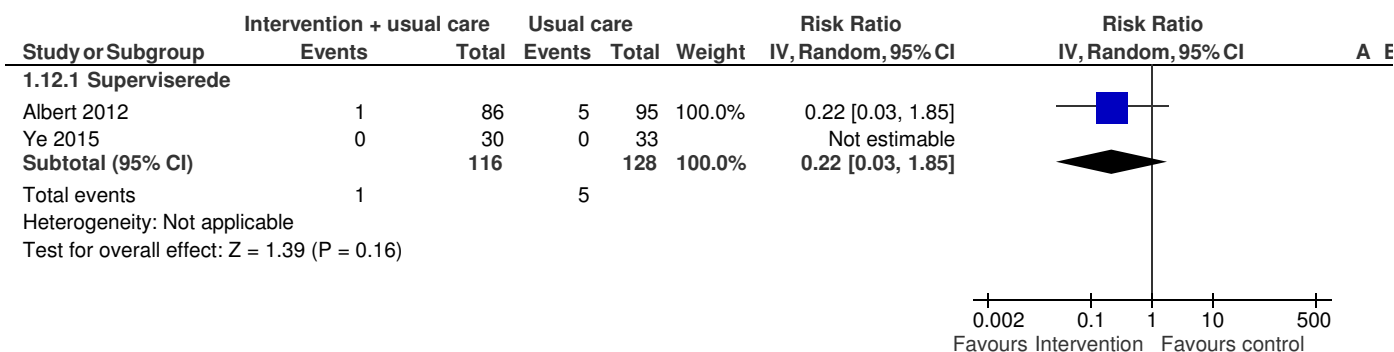 Intervention + usual care Usual care Risk Ratio Risk Ratio
Study or Subgroup Events Total Events Total Weight IV, Random, 95% CI IV, Random, 95% CI A B
1.12.1 Superviserede
Albert 2012 1 86 5 95 100.0% 0.22 [0.03, 1.85]
Ye 2015 0 30 0 33 Not estimable
Subtotal (95% CI) 116 128 100.0% 0.22 [0.03, 1.85]
Total events 1 5
Heterogeneity: Not applicable
Test for overall effect: Z = 1.39 (P = 0.16)
0.002 0.1 1 10 500
Favours Intervention Favours control